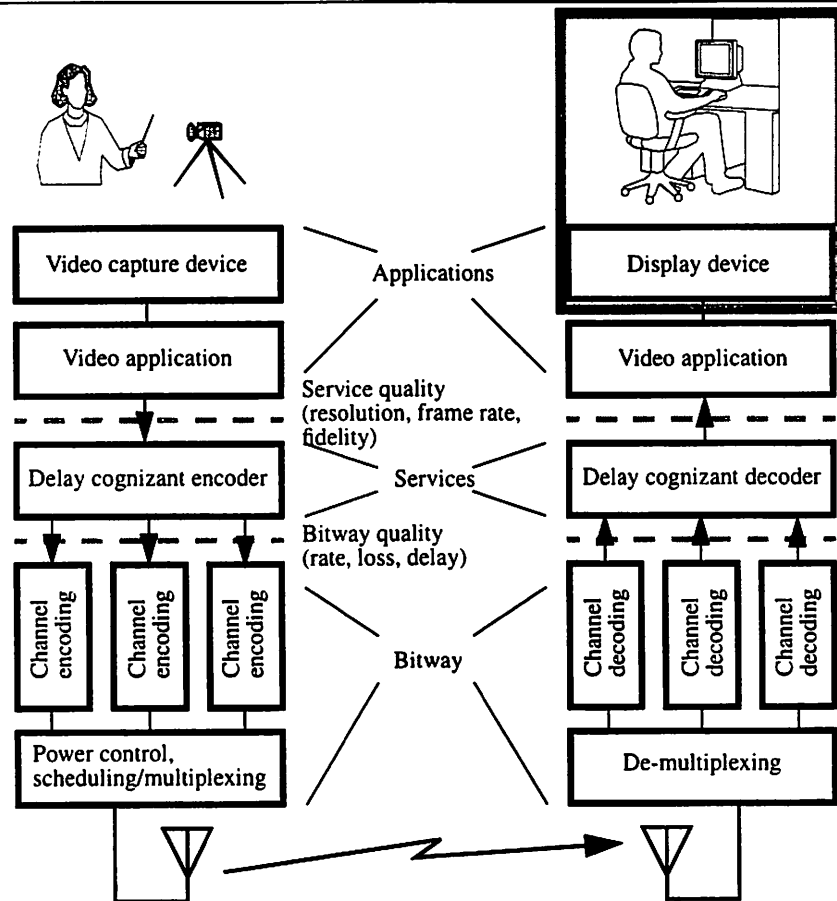 Video capture device
Applications
Display device
Video application
Video application
Service quality
(resolution, frame rate,
fidelity)
Delay cognizant encoder
Services
Delay cognizant decoder
Bitway quality
(rate, loss, delay)
Channel
encoding
Channel
encoding
Channel
encoding
Bitway
Channel
decoding
Channel
decoding
Channel
decoding
Power control,
scheduling/multiplexing
De-multiplexing